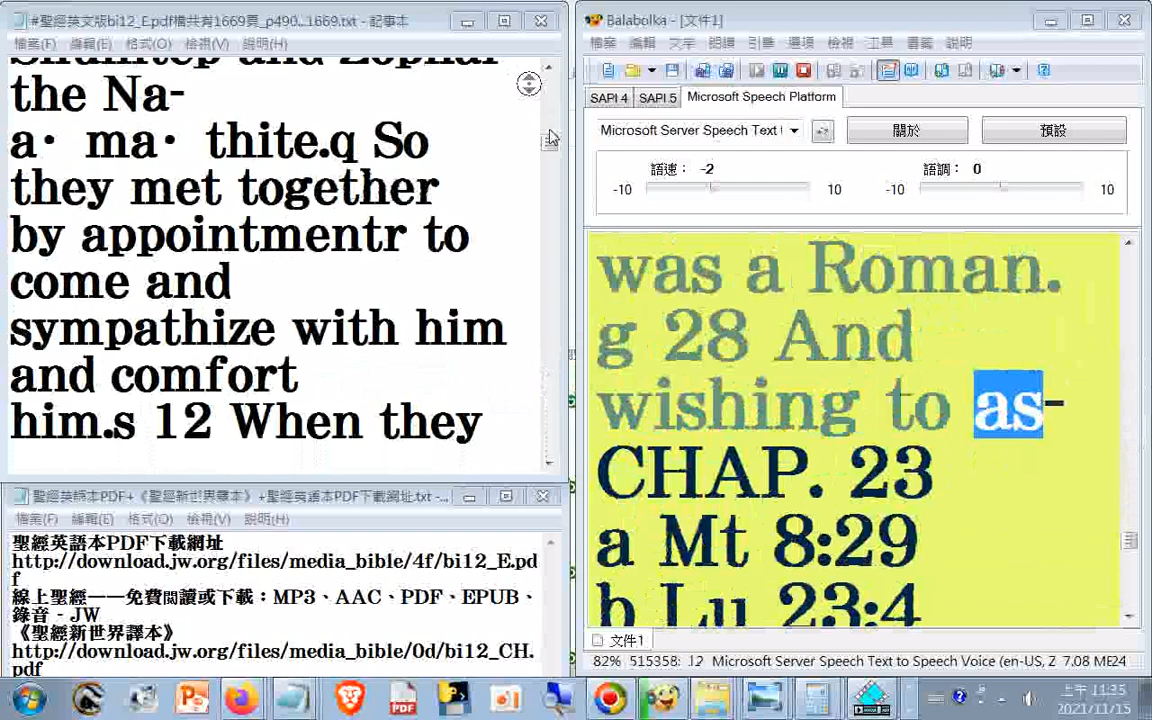 #聖經英文版bi12_E.pdf檔共有1669頁_p490...1669.txt - 記事本
檔案(F) 編輯(E) 格式(O) 檢視(V) 說明(H)
the Na-
a· ma· thite.q So
they met together
by appointmentr to
come and
sympathize with him
and comfort
him.s 12 When they
聖經英語本PDF+《聖經新世界譯本》+聖經英語本PDF下載網址.txt -...
檔案(F) 編輯(E) 格式(O) 檢視(V) 說明(H)
聖經英語本PDF下載網址
http://download.jw.org/files/media_bible/4f/bi12_E.pd
f
線上聖經——免費閱讀或下載：MP3、AAC、PDF、EPUB、
錄音 - JW
《聖經新世界譯本》
http://download.jw.org/files/media_bible/0d/bi12_CH.
pdf
Balabolka - [文件1]
檔案 編輯 文字 朗讀 引擎 選項 檢視 工具 書籤 說明
SAPI 4 SAPI 5 Microsoft Speech Platform
Microsoft Server Speech Text t 關於 預設
語速： -2 語調： 0
-10 10 -10 10
was a Roman.
g 28 And
wishing to as-
CHAP. 23
a Mt 8:29
b Lu 23:4
文件1
82% 515358: 12 Microsoft Server Speech Text to Speech Voice (en-US, Z 7.08 ME24
PDF
上午 11:35
2021/11/15